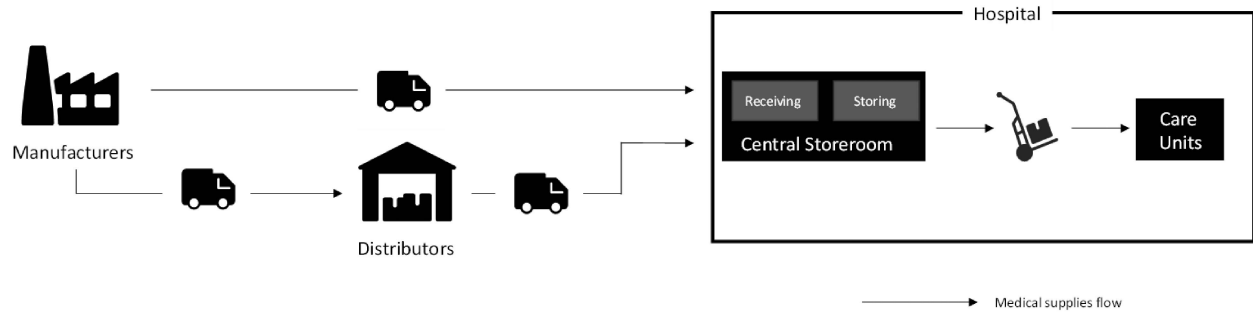 Hospital
Manufacturers
Receiving
Storing
Central Storeroom
Care
Units
Distributors
Medical supplies flow